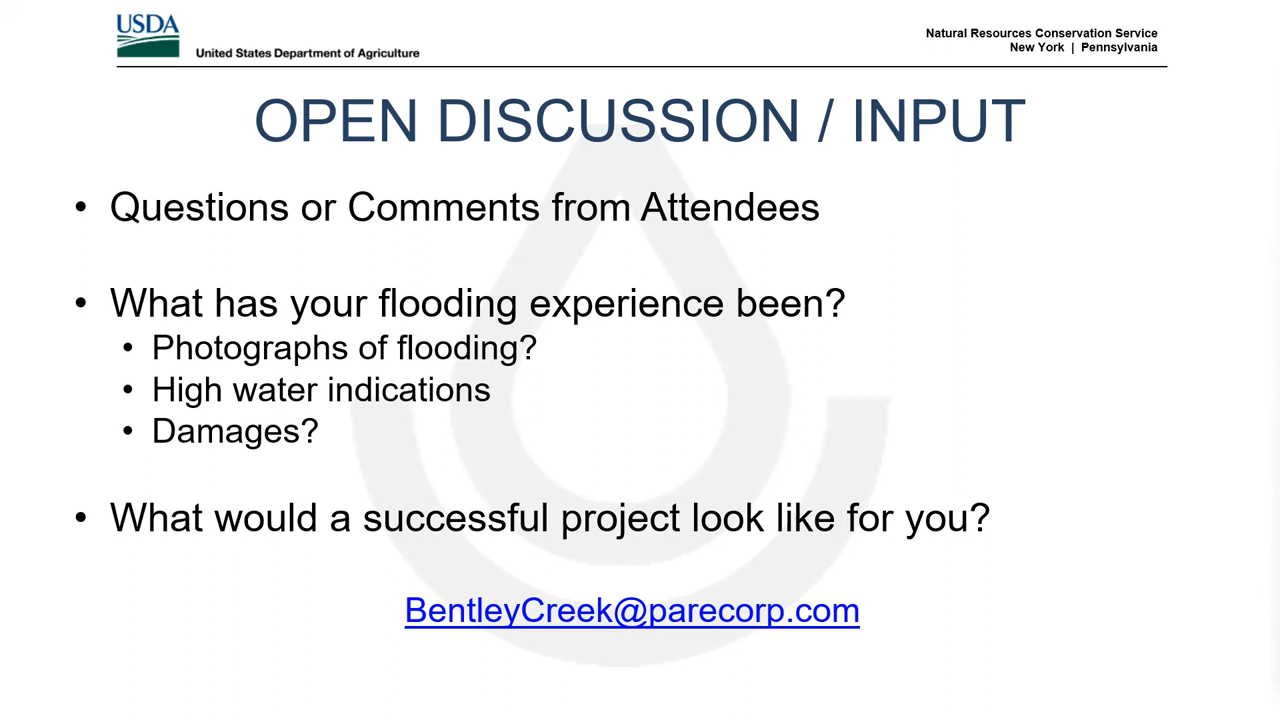 USDA
United States Department of Agriculture
Natural Resources Conservation Service
New York | Pennsylvania
OPEN DISCUSSION / INPUT
• Questions or Comments from Attendees
• What has your flooding experience been?
• Photographs of flooding?
• High water indications
• Damages?
• What would a successful project look like for you?
BentleyCreek@parecorp.com